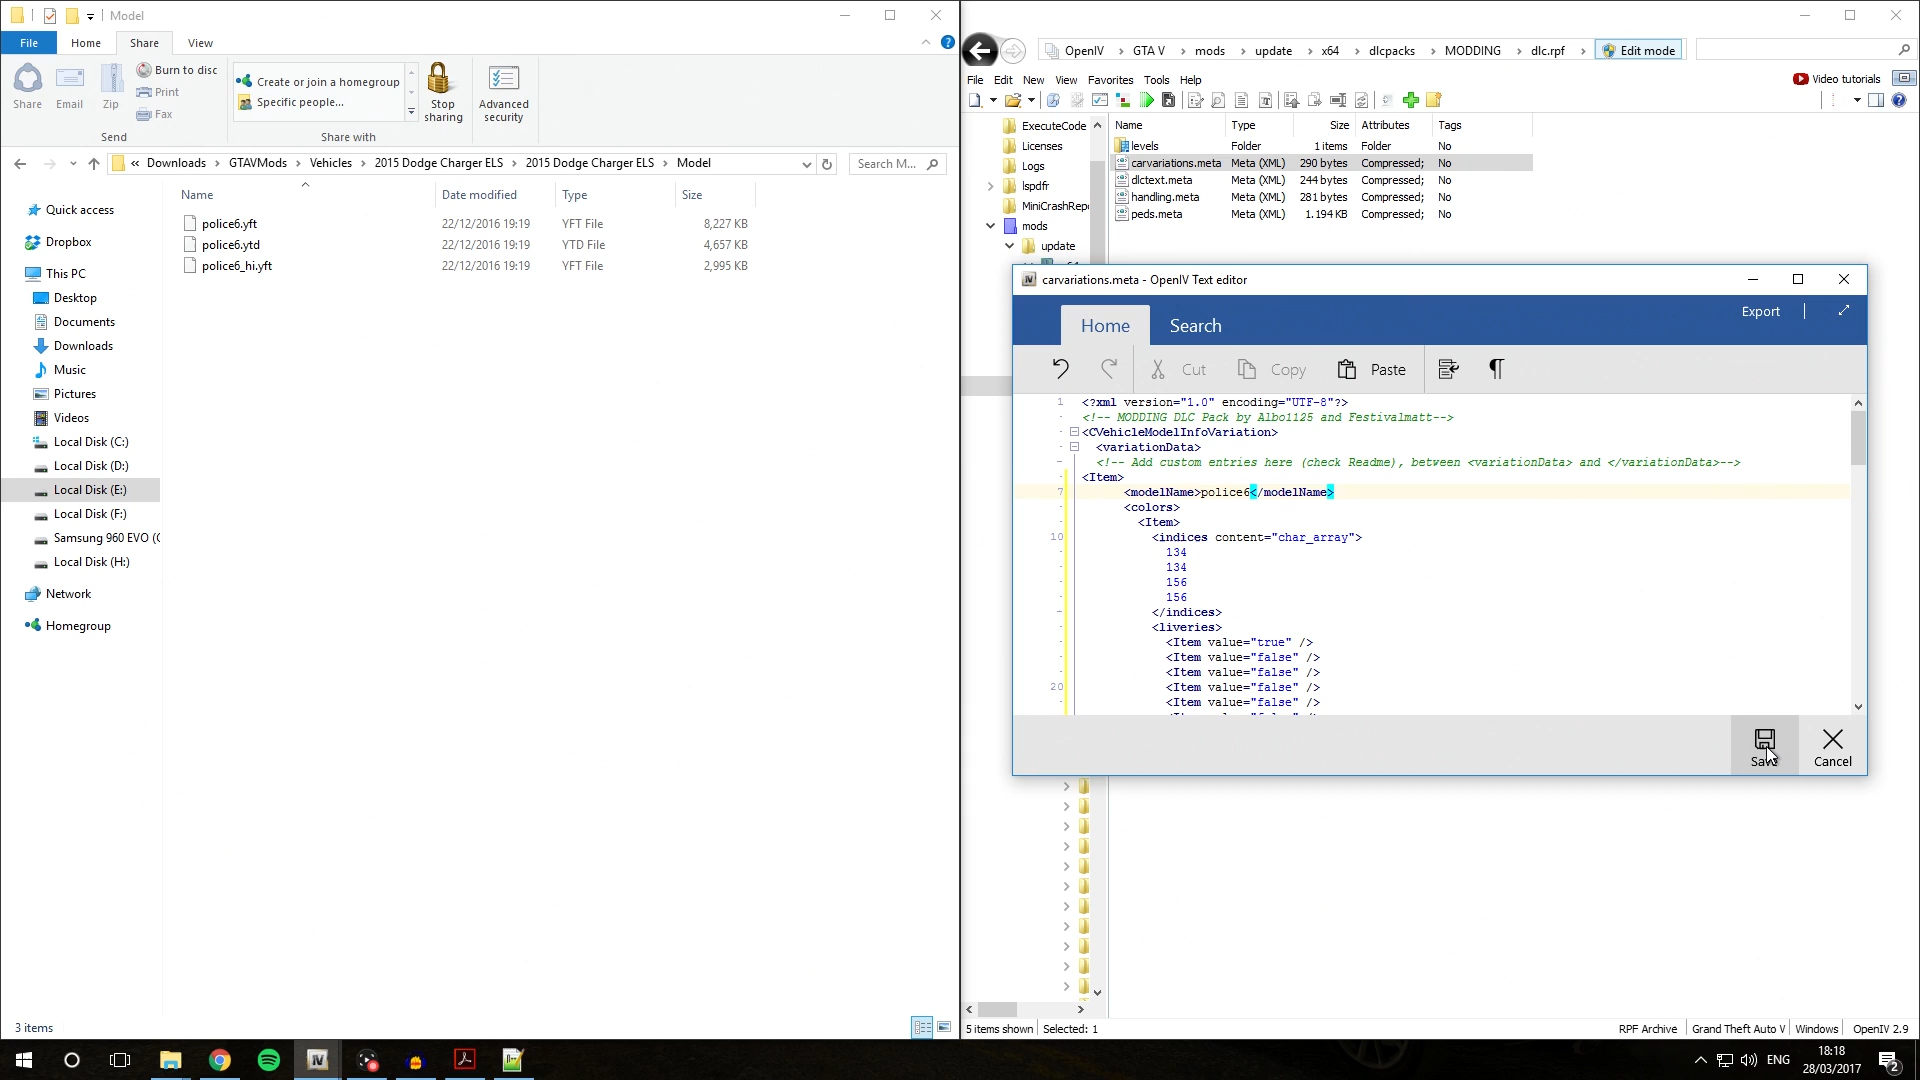 Model
File
Home
Share
View
Share
Email
Zip
Burn to disc
Print
Fax
Send
Create or join a homegroup
Specific people...
Share with
Stop
sharing
Advanced
security
« Downloads > GTAVMods > Vehicles > 2015 Dodge Charger ELS > 2015 Dodge Charger ELS > Model
Search M...
Name
Date modified
Type
Size
police6.yft 22/12/2016 19:19 YFT File 8,227 KB
police6.ytd 22/12/2016 19:19 YTD File 4,657 KB
police6_hi.yft 22/12/2016 19:19 YFT File 2,995 KB
Quick access
Dropbox
This PC
Desktop
Documents
Downloads
Music
Pictures
Videos
Local Disk (C:)
Local Disk (D:)
Local Disk (E:)
Local Disk (F:)
Samsung 960 EVO (
Local Disk (H:)
Network
Homegroup
3 items
OpenIV > GTA V > mods > update > x64 > dlcpacks > MODDING > dlc.rpf > Edit mode
File Edit New View Favorites Tools Help
Video tutorials
ExecuteCode
Licenses
Logs
lspdfr
MiniCrashRepo
mods
update
Name Type Size Attributes Tags
levels Folder 1 items Folder No
carvariations.meta Meta (XML) 290 bytes Compressed; No
dlctext.meta Meta (XML) 244 bytes Compressed; No
handling.meta Meta (XML) 281 bytes Compressed; No
peds.meta Meta (XML) 1.194 KB Compressed; No
IV carvariations.meta - OpenIV Text editor
Home
Search
Export
Cut
Copy
Paste
1 <?xml version="1.0" encoding="UTF-8"?>
<!-- MODDING DLC Pack by Albo1125 and Festivalmatt-->
<CVehicleModelInfoVariation>
<variationData>
<!-- Add custom entries here (check Readme), between <variationData> and </variationData>-->
<Item>
7 <modelName>police6</modelName>
<colors>
<Item>
10 <indices content="char_array">
134
134
156
156
</indices>
<liveries>
<Item value="true" />
<Item value="false" />
<Item value="false" />
20 <Item value="false" />
<Item value="false" />
Save
Cancel
5 items shown
Selected: 1
RPF Archive
Grand Theft Auto V
Windows
OpenIV 2.9
IV
ENG
18:18
28/03/2017
2